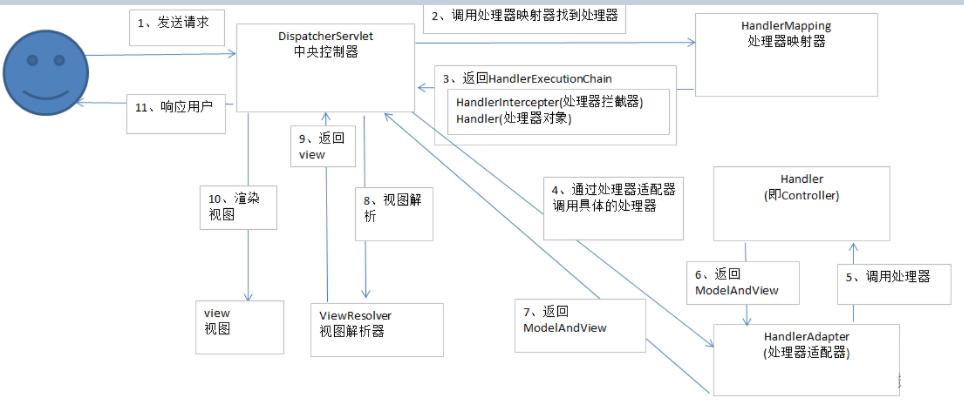 1、发送请求
DispatcherServlet
中央控制器
2、调用处理器映射器找到处理器
HandlerMapping
处理器映射器
3、返回HandlerExecutionChain
HandlerIntercepter(处理器拦截器)
Handler(处理器对象)
11、响应用户
9、返回
view
10、渲染
视图
8、视图解
析
4、通过处理器适配器
调用具体的处理器
Handler
(即Controller)
6、返回
ModelAndView
5、调用处理器
view
视图
ViewResolver
视图解析器
7、返回
ModelAndView
HandlerAdapter
(处理器适配器)